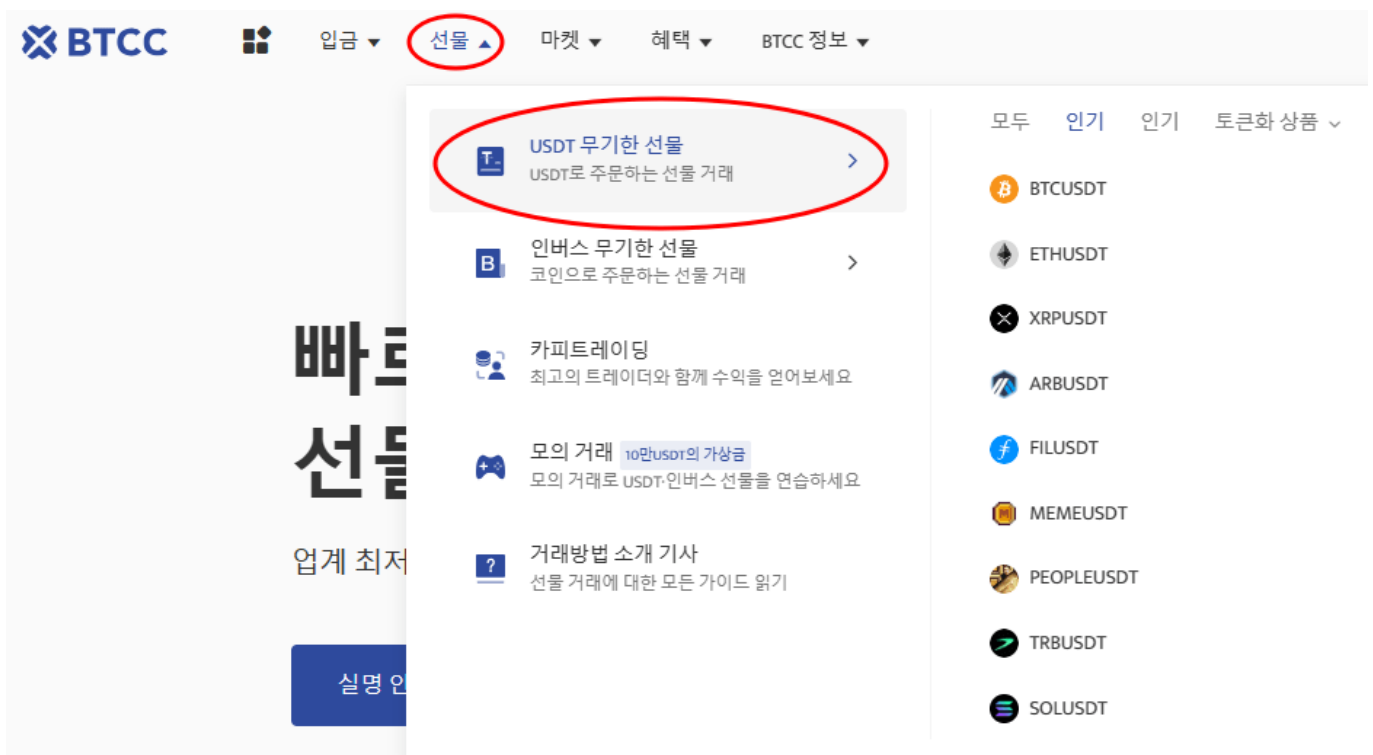 BTCC
입금 ▼
선물 ▲
마켓 ▼
혜택 ▼
BTCC 정보 ▼
USDT 무기한 선물
USDT로 주문하는 선물 거래
인버스 무기한 선물
코인으로 주문하는 선물 거래
카피트레이딩
최고의 트레이더와 함께 수익을 얻어보세요
모의 거래 10만USDT의 가상금
모의 거래로 USDT·인버스 선물을 연습하세요
거래방법 소개 기사
선물 거래에 대한 모든 가이드 읽기
모두 인기 인기 토큰화 상품
BTCUSDT
ETHUSDT
XRPUSDT
ARBUSDT
FILUSDT
MEMEUSDT
PEOPLEUSDT
TRBUSDT
SOLUSDT
빠르
선물
업계 최저
실명